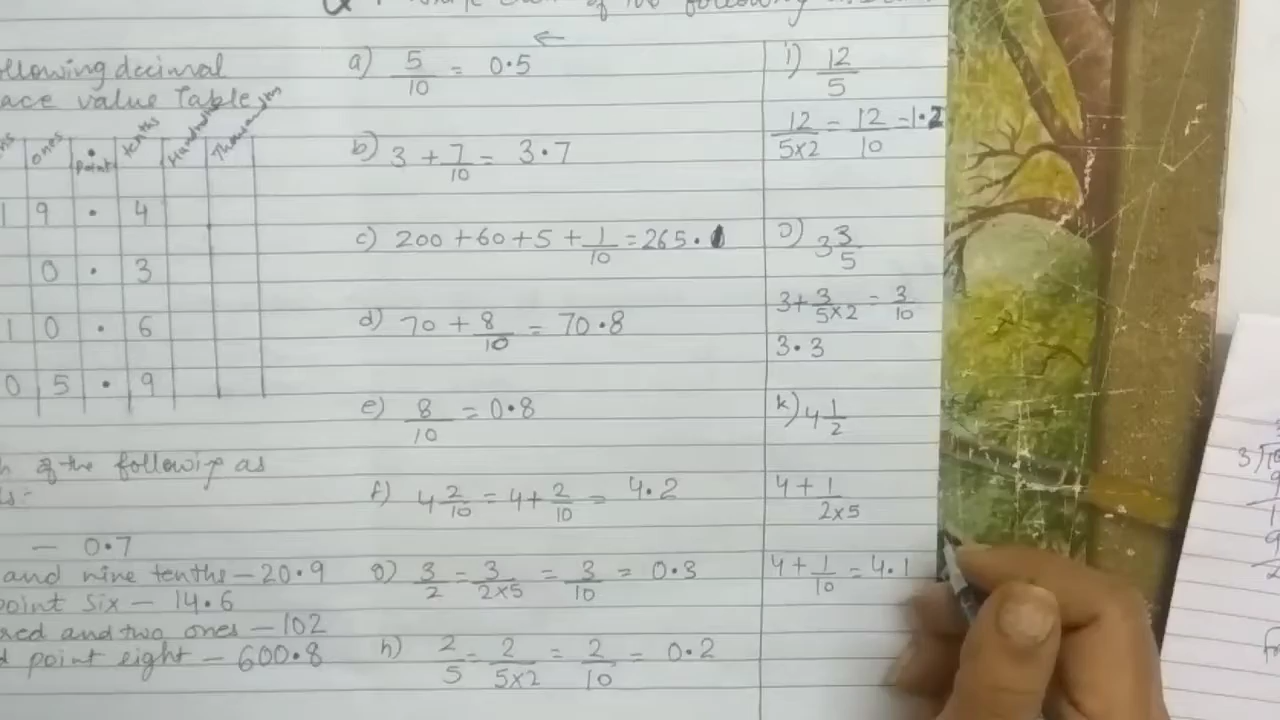 of the following
ollowing decimal
ace value Table
ones point tenths
1 9 . 4
0 . 3
1 0 . 6
0 5 . 9
of the following as
ls:-
— 0.7
and nine tenths — 20.9
point six — 14.6
red and two ones — 102
d point eight — 600.8
←
a) 5/10 = 0.5
b) 3 + 7/10 = 3.7
c) 200 + 60 + 5 + 1/10 = 265.1
d) 70 + 8/10 = 70.8
e) 8/10 = 0.8
f) 4 2/10 = 4 + 2/10 = 4.2
g) 3/2 = 3/2×5 = 3/10 = 0.3
h) 2/5 = 2/5×2 = 2/10 = 0.2
i) 12/5
12/5×2 = 12/10 = 1.2
J) 3 3/5
3 + 3/5×2 = 3/10
3.3
k) 4 1/2
4 + 1/2×5
4 + 1/10 = 4.1